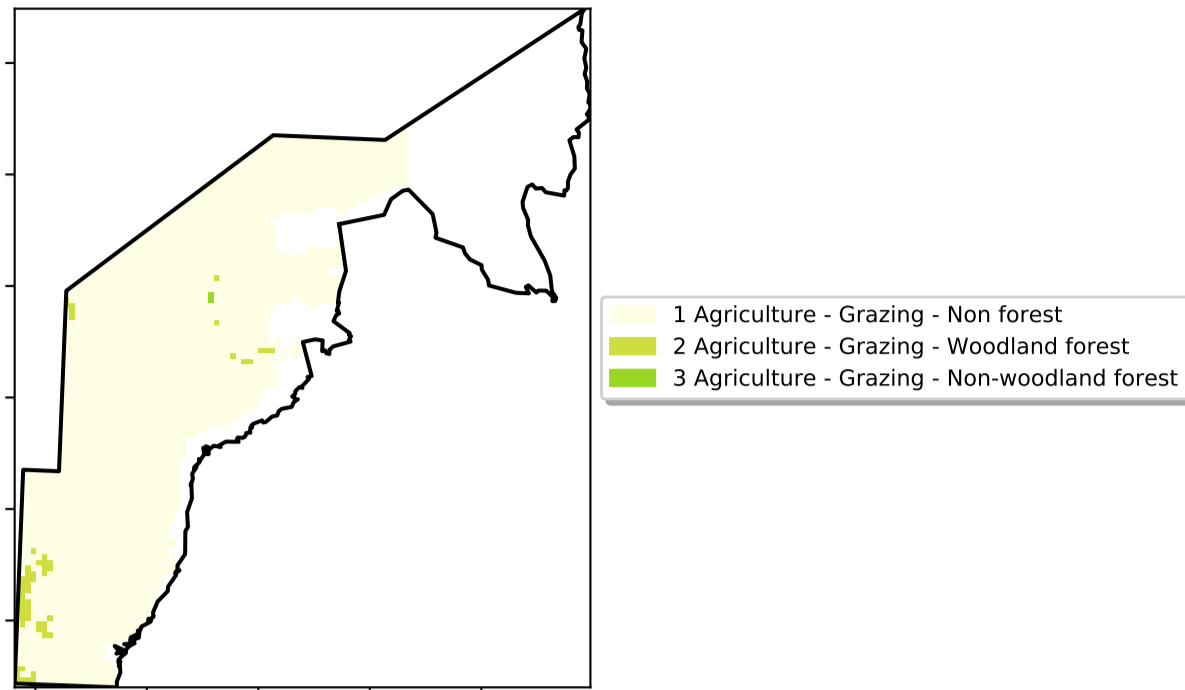 1 Agriculture - Grazing - Non forest
2 Agriculture - Grazing - Woodland forest
3 Agriculture - Grazing - Non-woodland forest